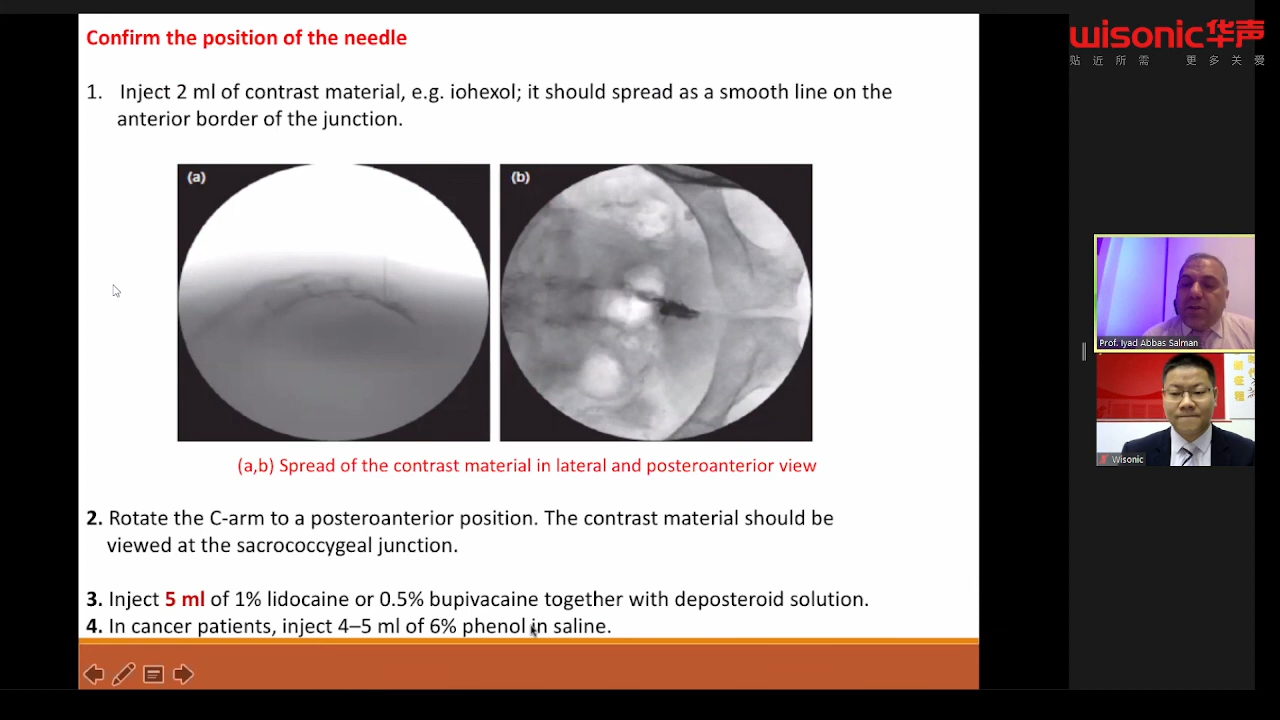 Confirm the position of the needle
1. Inject 2 ml of contrast material, e.g. iohexol; it should spread as a smooth line on the
anterior border of the junction.
(a)
(b)
(a,b) Spread of the contrast material in lateral and posteroanterior view
2. Rotate the C-arm to a posteroanterior position. The contrast material should be
viewed at the sacrococcygeal junction.
3. Inject 5 ml of 1% lidocaine or 0.5% bupivacaine together with deposteroid solution.
4. In cancer patients, inject 4–5 ml of 6% phenol in saline.
wisonic华声
贴近所需 更多关爱
Prof. Iyad Abbas Salman
Wisonic